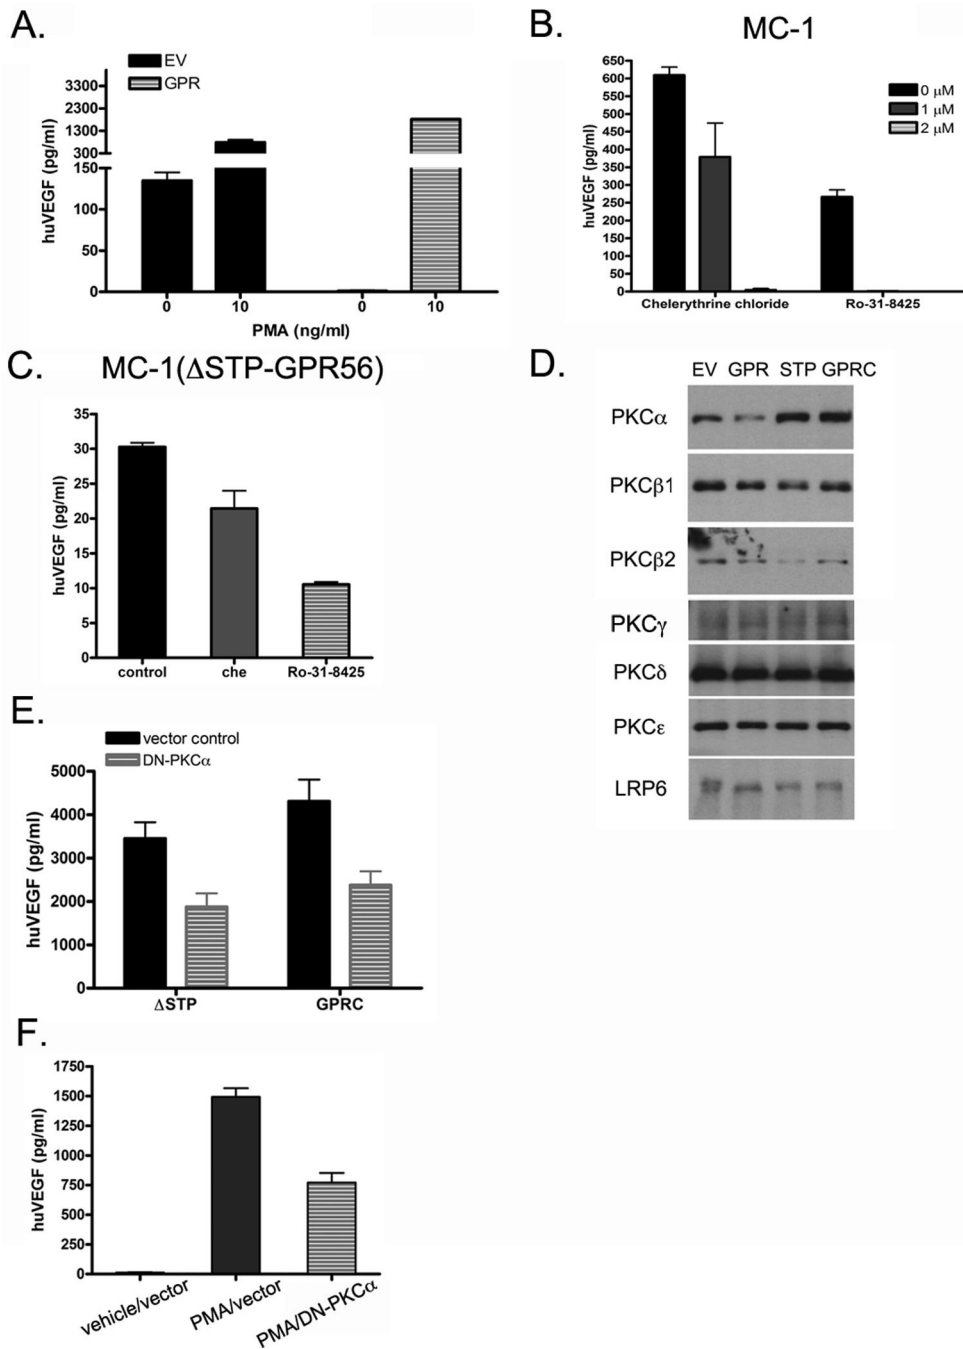 A.
EV
GPR
huVEGF (pg/ml)
3300
2300
1300
300
150
100
50
0
0 10 0 10
PMA (ng/ml)
B. MC-1
huVEGF (pg/ml)
650
600
550
500
450
400
350
300
250
200
150
100
50
0
0 μM
1 μM
2 μM
Chelerythrine chloride Ro-31-8425
C. MC-1(ΔSTP-GPR56)
huVEGF (pg/ml)
35
30
25
20
15
10
5
0
control che Ro-31-8425
D.
EV GPR STP GPRC
PKCα
PKCβ1
PKCβ2
PKCγ
PKCδ
PKCε
LRP6
E.
vector control
DN-PKCα
huVEGF (pg/ml)
5000
4000
3000
2000
1000
0
ΔSTP GPRC
F.
huVEGF (pg/ml)
1750
1500
1250
1000
750
500
250
0
vehicle/vector
PMA/vector
PMA/DN-PKCα